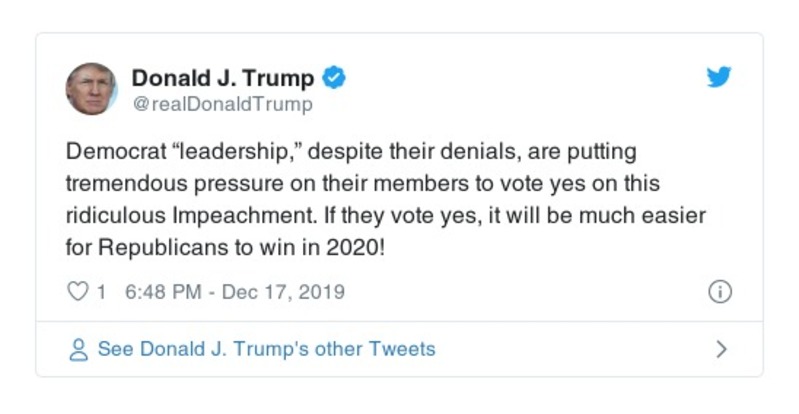 Donald J. Trump
@realDonaldTrump
Democrat “leadership,” despite their denials, are putting
tremendous pressure on their members to vote yes on this
ridiculous Impeachment. If they vote yes, it will be much easier
for Republicans to win in 2020!
1 6:48 PM - Dec 17, 2019
See Donald J. Trump's other Tweets